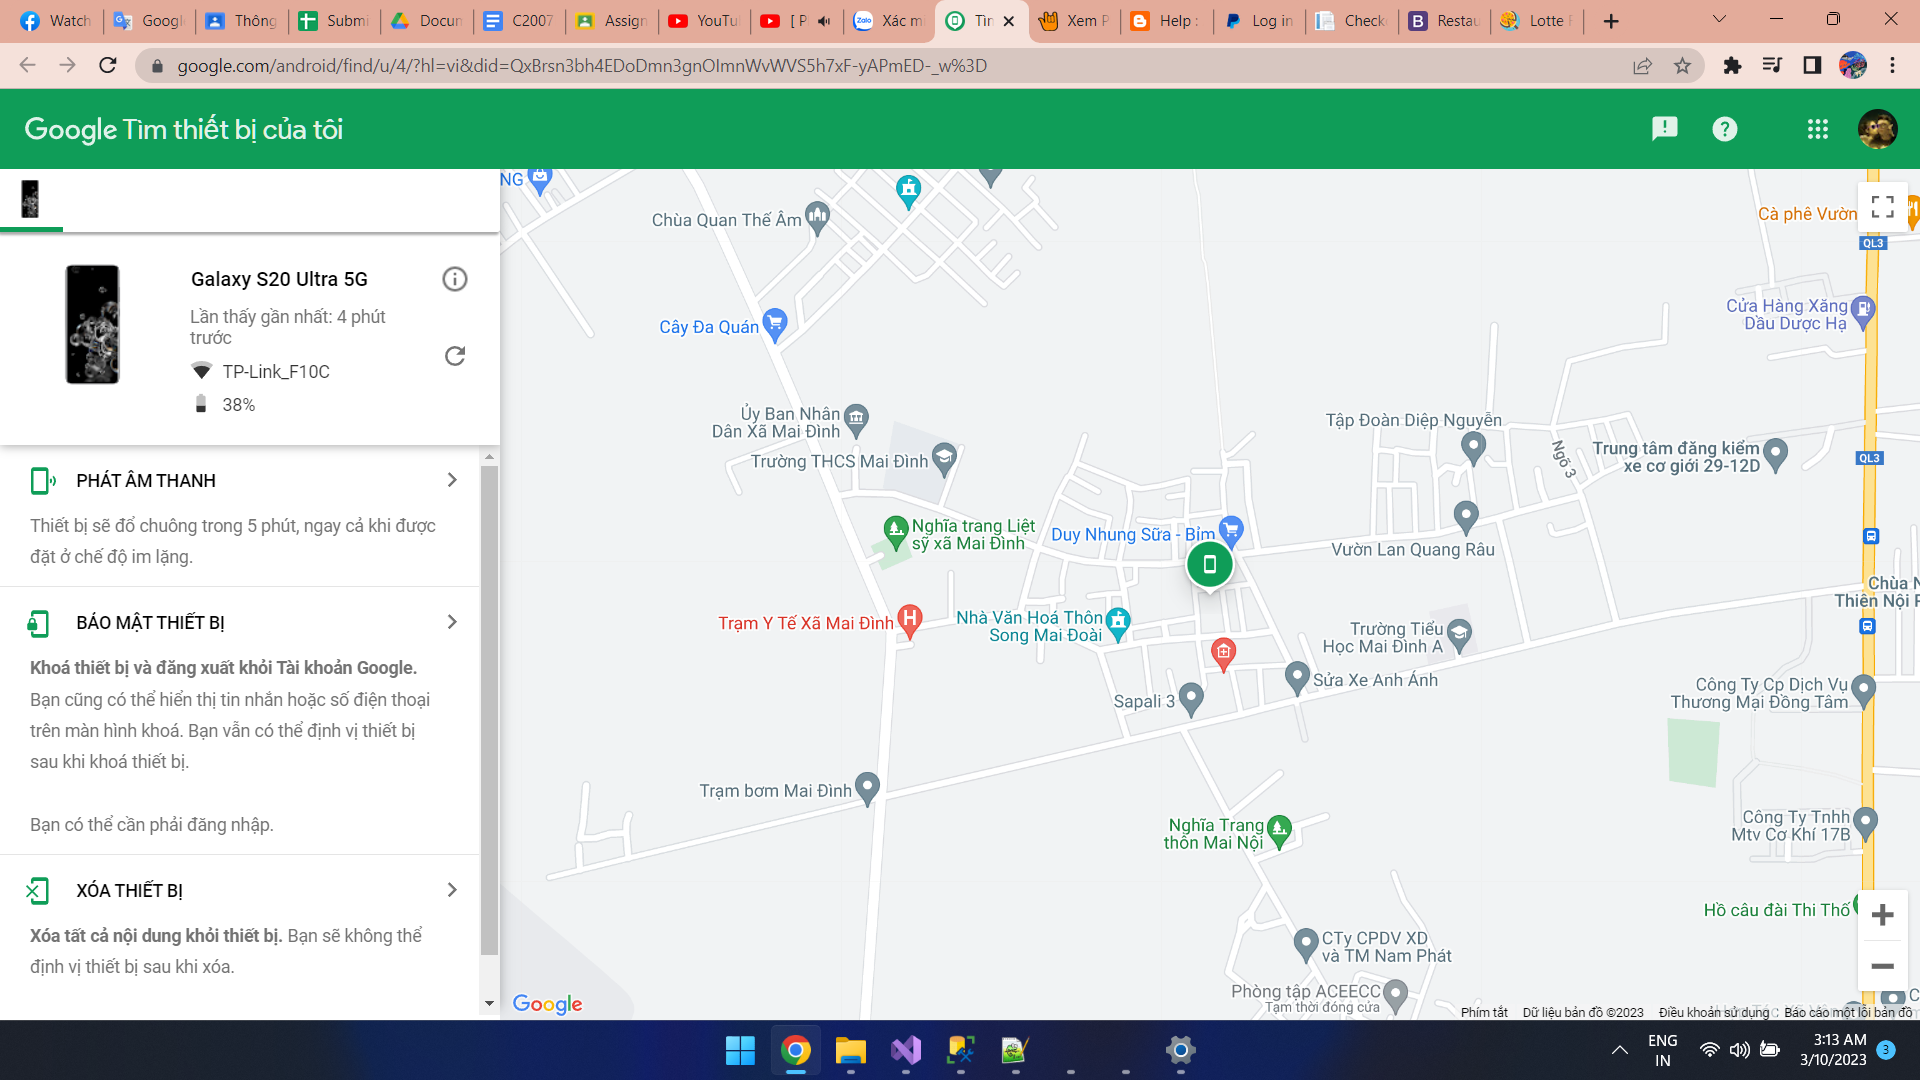 Watch
Google
Thông
Submi
Docun
C2007
Assign
YouTu
[ P
Xác mi
Tìn
Xem P
Help :
Log in
Check
Restau
Lotte F
google.com/android/find/u/4/?hl=vi&did=QxBrsn3bh4EDoDmn3gnOImnWvWVS5h7xF-yAPmED-_w%3D
Google Tìm thiết bị của tôi
Galaxy S20 Ultra 5G
Lần thấy gần nhất: 4 phút
trước
TP-Link_F10C
38%
PHÁT ÂM THANH
Thiết bị sẽ đổ chuông trong 5 phút, ngay cả khi được
đặt ở chế độ im lặng.
BẢO MẬT THIẾT BỊ
Khoá thiết bị và đăng xuất khỏi Tài khoản Google.
Bạn cũng có thể hiển thị tin nhắn hoặc số điện thoại
trên màn hình khoá. Bạn vẫn có thể định vị thiết bị
sau khi khoá thiết bị.
Bạn có thể cần phải đăng nhập.
XÓA THIẾT BỊ
Xóa tất cả nội dung khỏi thiết bị. Bạn sẽ không thể
định vị thiết bị sau khi xóa.
NG
Chùa Quan Thế Âm
Cà phê Vườn
QL3
Cây Đa Quán
Cửa Hàng Xăng
Dầu Dược Hạ
Ủy Ban Nhân
Dân Xã Mai Đình
Trường THCS Mai Đình
Tập Đoàn Diệp Nguyễn
Ngõ 3
Trung tâm đăng kiểm
xe cơ giới 29-12D
QL3
Nghĩa trang Liệt
sỹ xã Mai Đình
Duy Nhung Sữa - Bỉm
Vườn Lan Quang Râu
Chùa N
Thiên Nội F
Trạm Y Tế Xã Mai Đình
H
Nhà Văn Hoá Thôn
Song Mai Đoài
Trường Tiểu
Học Mai Đình A
Sửa Xe Anh Ánh
Sapali 3
Công Ty Cp Dịch Vụ
Thương Mại Đồng Tâm
Trạm bơm Mai Đình
Nghĩa Trang
thôn Mai Nội
Công Ty Tnhh
Mtv Cơ Khí 17B
Hồ câu đài Thi Thố
CTy CPDV XD
và TM Nam Phát
Phòng tập ACEECC
Tạm thời đóng cửa
Google
Phím tắt
Dữ liệu bản đồ ©2023
Điều khoản sử dụng
Báo cáo một lỗi bản đồ
ENG
IN
3:13 AM
3/10/2023
3